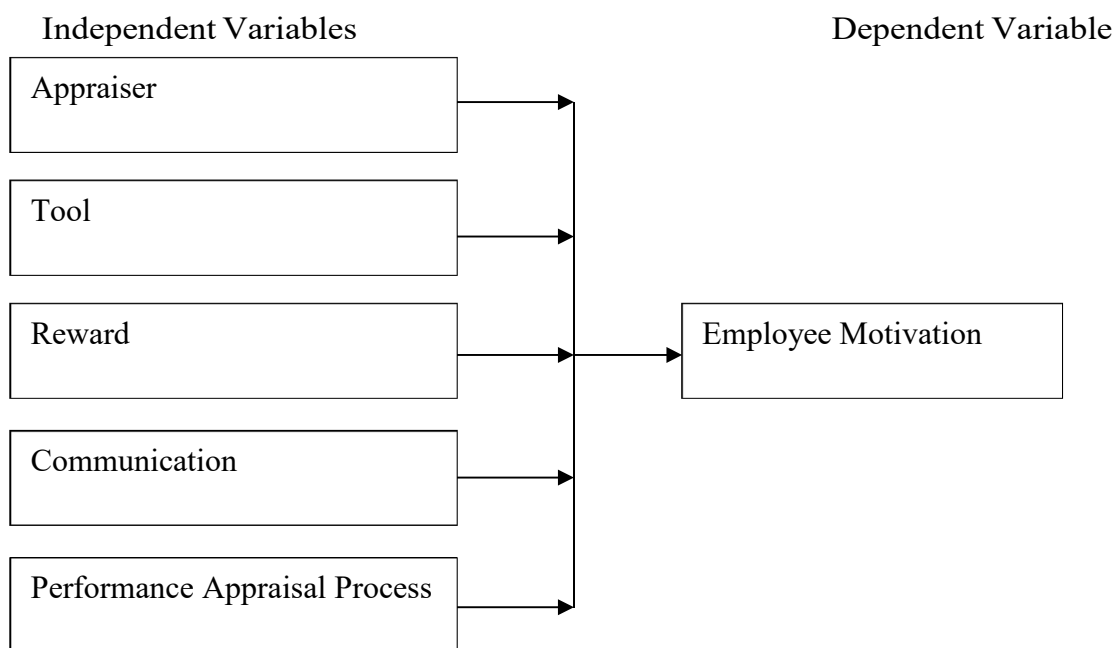 Independent Variables
Dependent Variable
Appraiser
Tool
Reward
Employee Motivation
Communication
Performance Appraisal Process